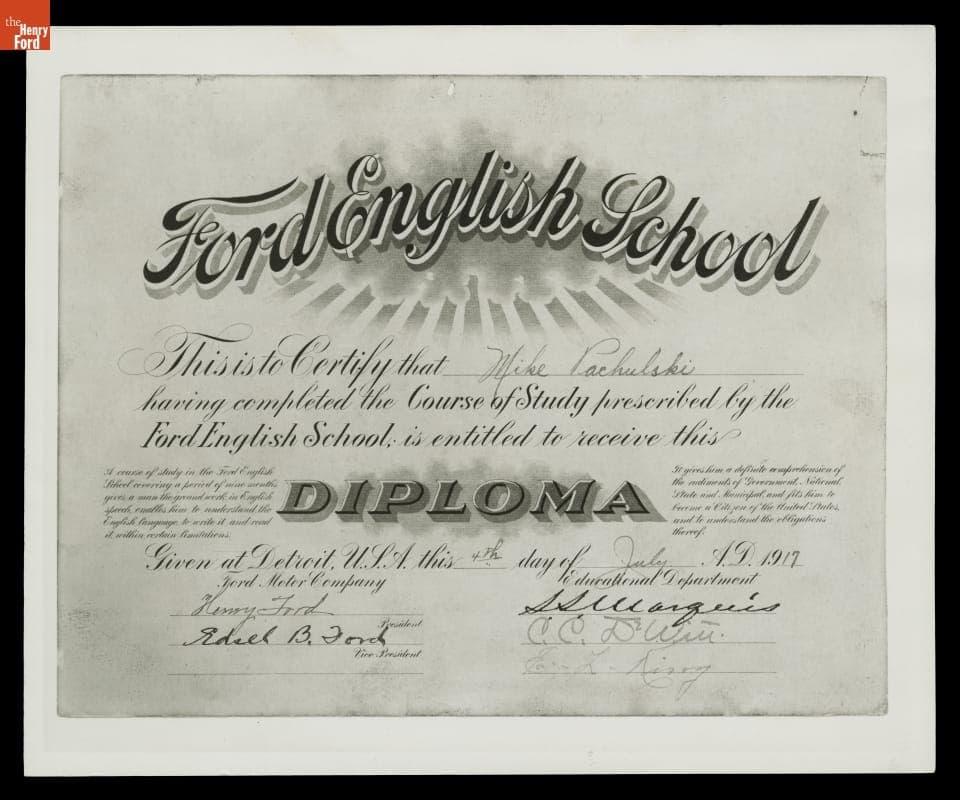 the
Henry
Ford
Ford English School
This is to Certify that Mike Pachulski
having completed the Course of Study prescribed by the
Ford English School, is entitled to receive this
A course of study in the Ford English
School covering a period of nine months
gives a man the ground work in English
speech, enables him to understand the
English language, to write it and read
it, within certain limitations.
DIPLOMA
It gives him a definite comprehension of
the rudiments of Government, National,
State and Municipal, and fits him to
become a Citizen of the United States,
and to understand the obligations
thereof.
Given at Detroit, U.S.A. this 4th day of July A.D. 1917
Ford Motor Company
Educational Department
Henry Ford
President
S S Marquis
Edsel B. Ford
Vice President
C. C. DeWitt.